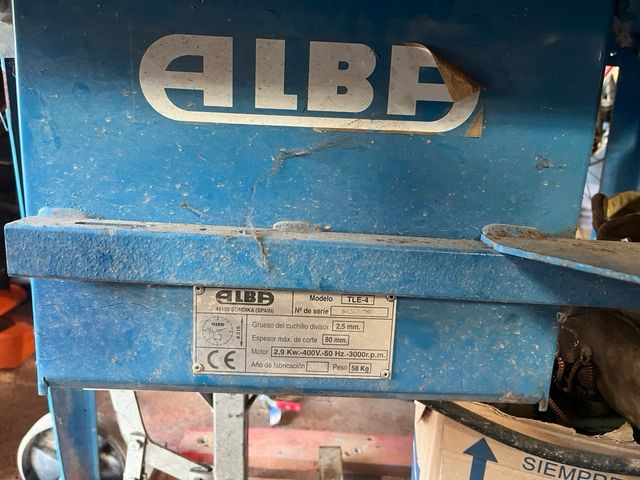 ALBA
ALBA
48150 SONDIKA (SPAIN)
Modelo TLE-4
Nº de serie
Grueso del cuchillo divisor 2,5 mm.
Espesor máx. de corte 80 mm.
Motor 2,9 Kw.-400V.-50 Hz.-3000r.p.m.
Año de fabricación Peso 58 Kg
CE
SIEMPRE